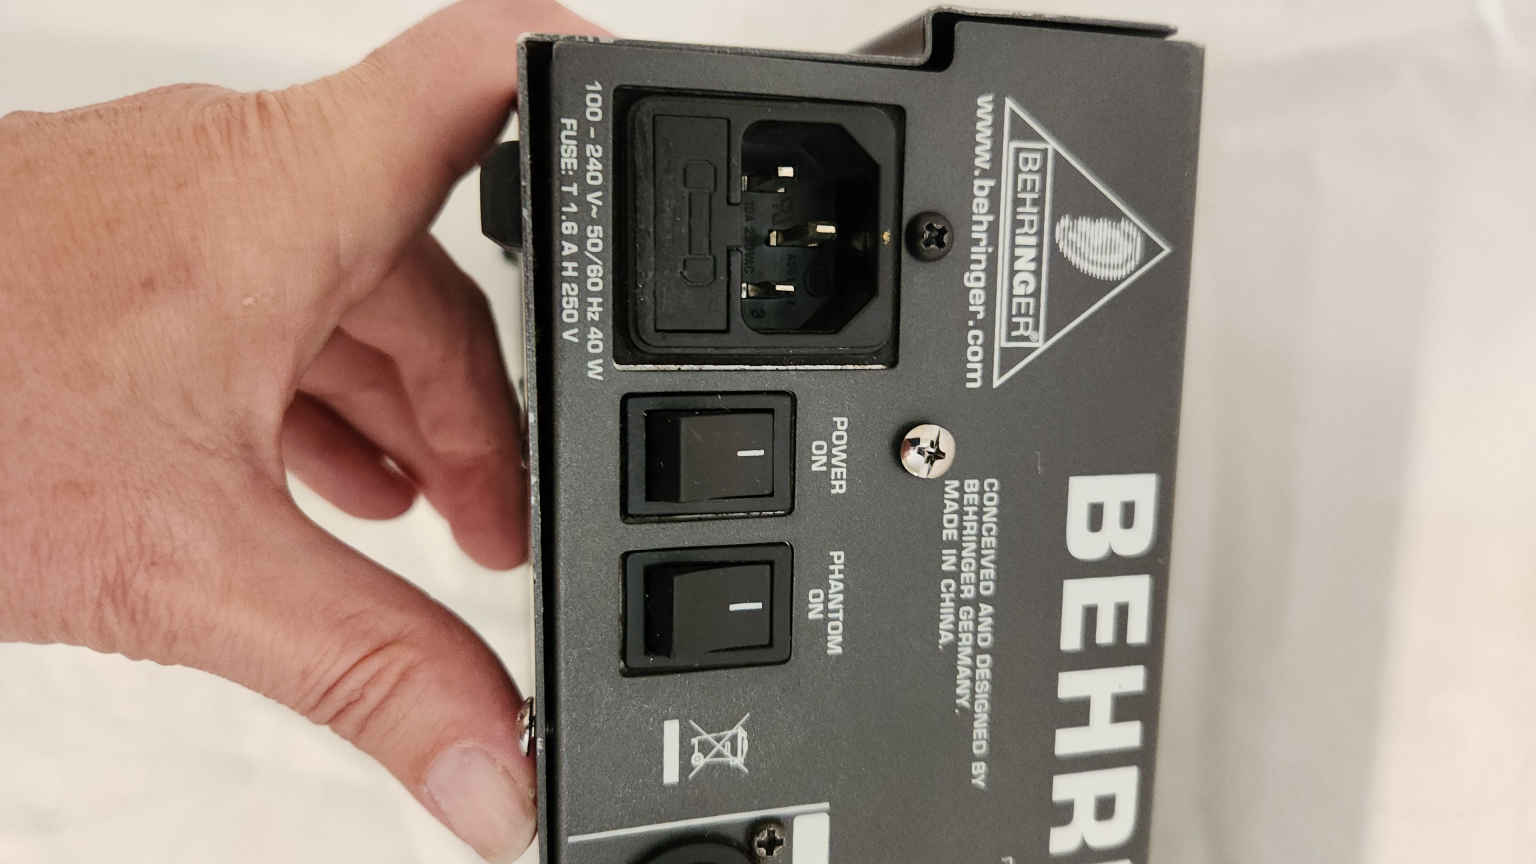 BEHRINGER®
www.behringer.com
100 - 240 V~ 50/60 Hz 40 W
FUSE: T 1.6 A H 250 V
POWER
ON
PHANTOM
ON
CONCEIVED AND DESIGNED BY
BEHRINGER GERMANY.
MADE IN CHINA.
BEHR